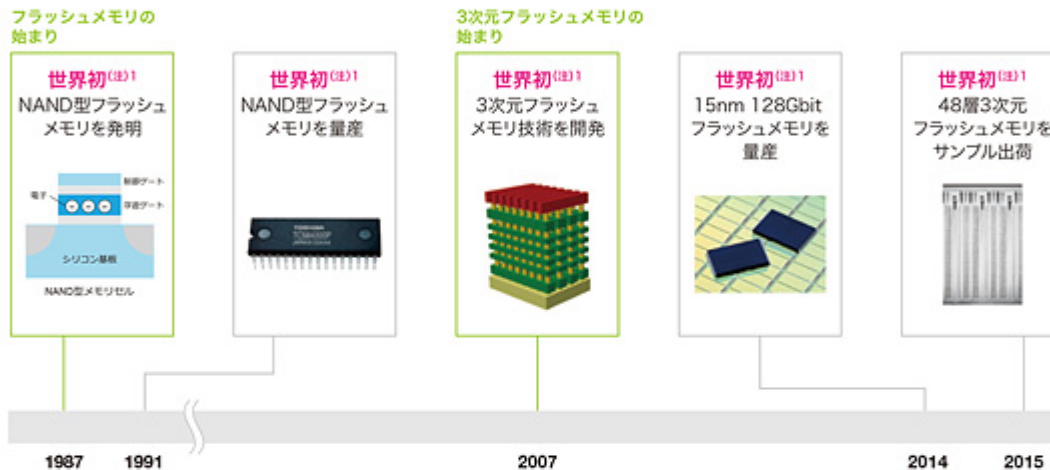 フラッシュメモリの
始まり
世界初(注)1
NAND型フラッシュ
メモリを発明
制御ゲート
電子
浮遊ゲート
シリコン基板
NAND型メモリセル
世界初(注)1
NAND型フラッシュ
メモリを量産
TOSHIBA
3次元フラッシュメモリの
始まり
世界初(注)1
3次元フラッシュ
メモリ技術を開発
世界初(注)1
15nm 128Gbit
フラッシュメモリを
量産
世界初(注)1
48層3次元
フラッシュメモリを
サンプル出荷
1987
1991
2007
2014
2015